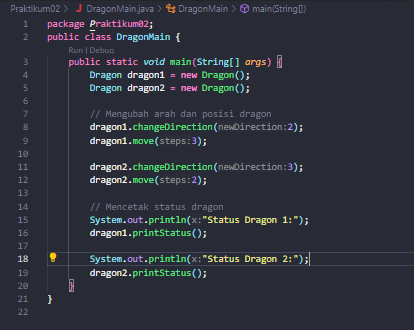 Praktikum02 > DragonMain.java > DragonMain > main(String[])
1 package Praktikum02;
2 public class DragonMain {
Run | Debug
3 public static void main(String[] args) {
4 Dragon dragon1 = new Dragon();
5 Dragon dragon2 = new Dragon();
6
7 // Mengubah arah dan posisi dragon
8 dragon1.changeDirection(newDirection:2);
9 dragon1.move(steps:3);
10
11 dragon2.changeDirection(newDirection:3);
12 dragon2.move(steps:2);
13
14 // Mencetak status dragon
15 System.out.println(x:"Status Dragon 1:");
16 dragon1.printStatus();
17
18 System.out.println(x:"Status Dragon 2:");
19 dragon2.printStatus();
20 }
21 }